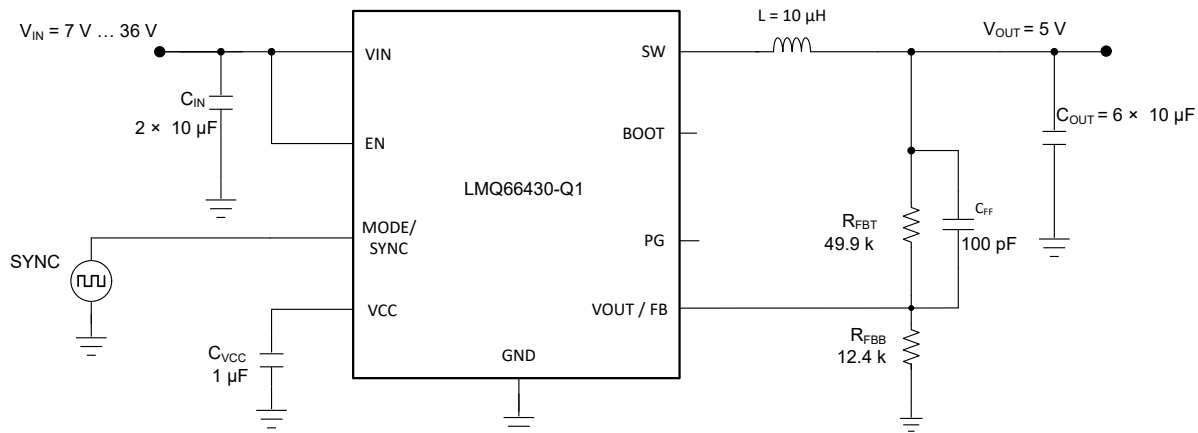 V_IN = 7 V … 36 V
C_IN
2 × 10 µF
SYNC
C_VCC
1 µF
VIN
EN
MODE/
SYNC
VCC
LMQ66430-Q1
GND
SW
BOOT
PG
VOUT / FB
L = 10 µH
V_OUT = 5 V
C_OUT = 6 × 10 µF
R_FBT
49.9 k
C_FF
100 pF
R_FBB
12.4 k